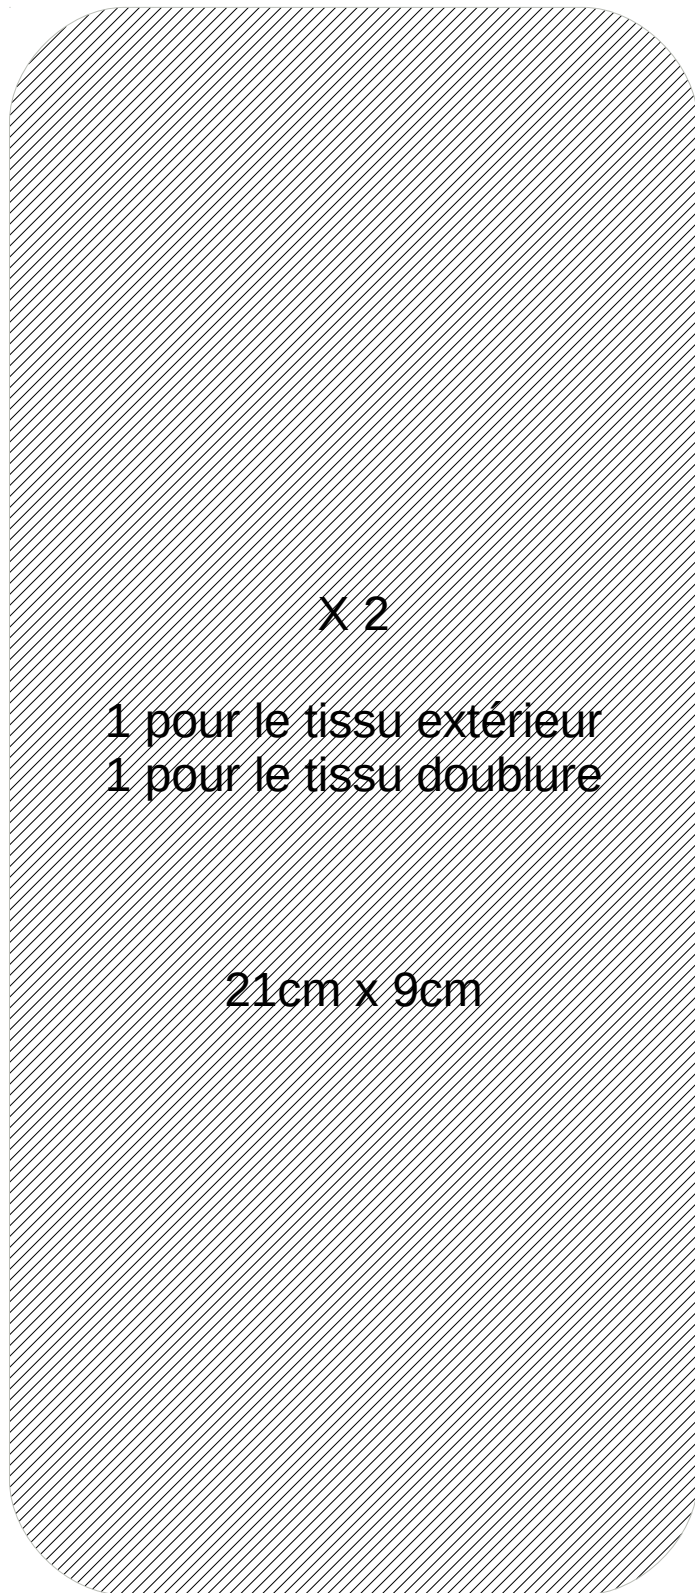 X 2
1 pour le tissu extérieur
1 pour le tissu doublure
21cm x 9cm